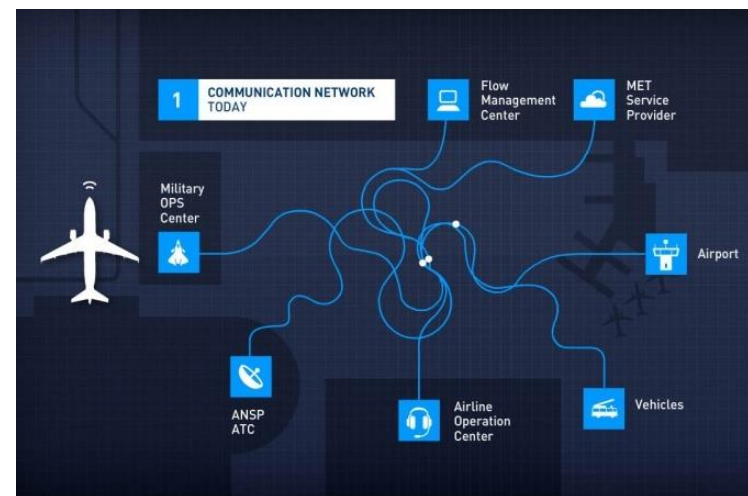 1
COMMUNICATION NETWORK
TODAY
Flow
Management
Center
MET
Service
Provider
Military
OPS
Center
Airport
ANSP
ATC
Airline
Operation
Center
Vehicles